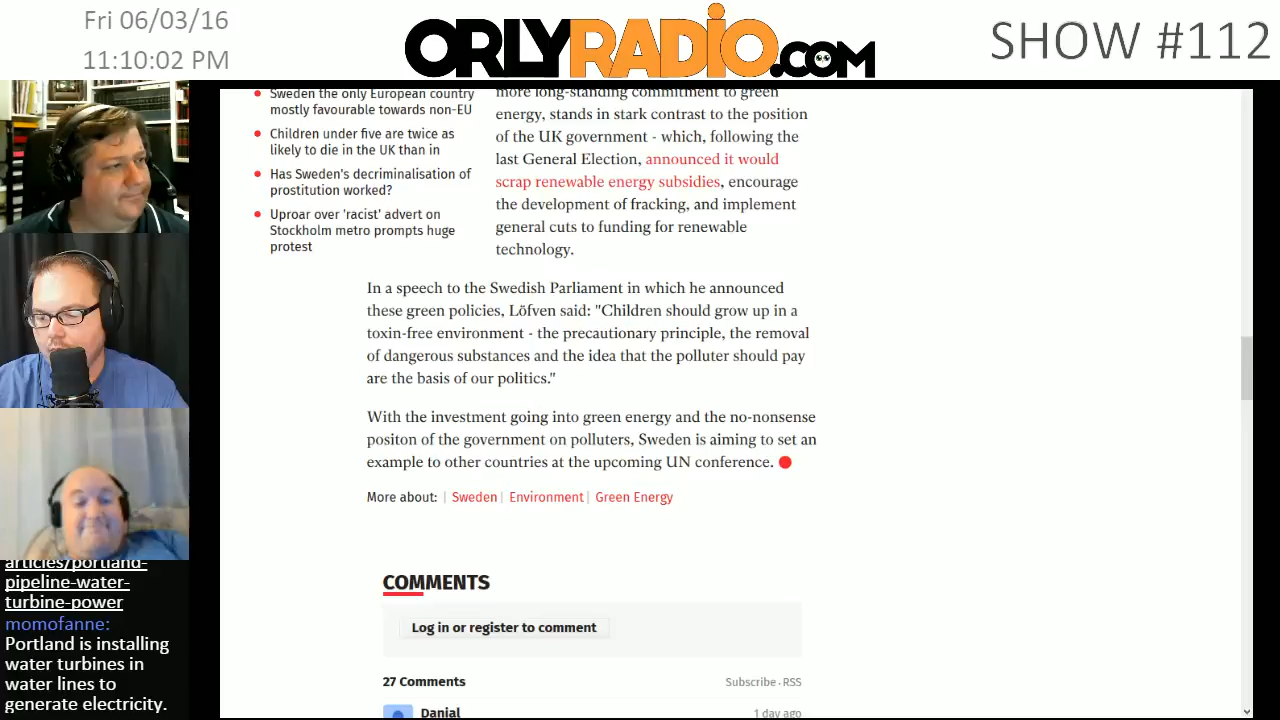 Fri 06/03/16
11:10:02 PM
ORLYRADiO.COM
SHOW #112
Sweden the only European country
mostly favourable towards non-EU
Children under five are twice as
likely to die in the UK than in
Has Sweden's decriminalisation of
prostitution worked?
Uproar over 'racist' advert on
Stockholm metro prompts huge
protest
more long-standing commitment to green
energy, stands in stark contrast to the position
of the UK government - which, following the
last General Election, announced it would
scrap renewable energy subsidies, encourage
the development of fracking, and implement
general cuts to funding for renewable
technology.
In a speech to the Swedish Parliament in which he announced
these green policies, Löfven said: "Children should grow up in a
toxin-free environment - the precautionary principle, the removal
of dangerous substances and the idea that the polluter should pay
are the basis of our politics."
With the investment going into green energy and the no-nonsense
positon of the government on polluters, Sweden is aiming to set an
example to other countries at the upcoming UN conference.
More about: | Sweden | Environment | Green Energy
COMMENTS
Log in or register to comment
27 Comments
Subscribe · RSS
Danial
1 day ago
articles/portland-
pipeline-water-
turbine-power
momofanne:
Portland is installing
water turbines in
water lines to
generate electricity.